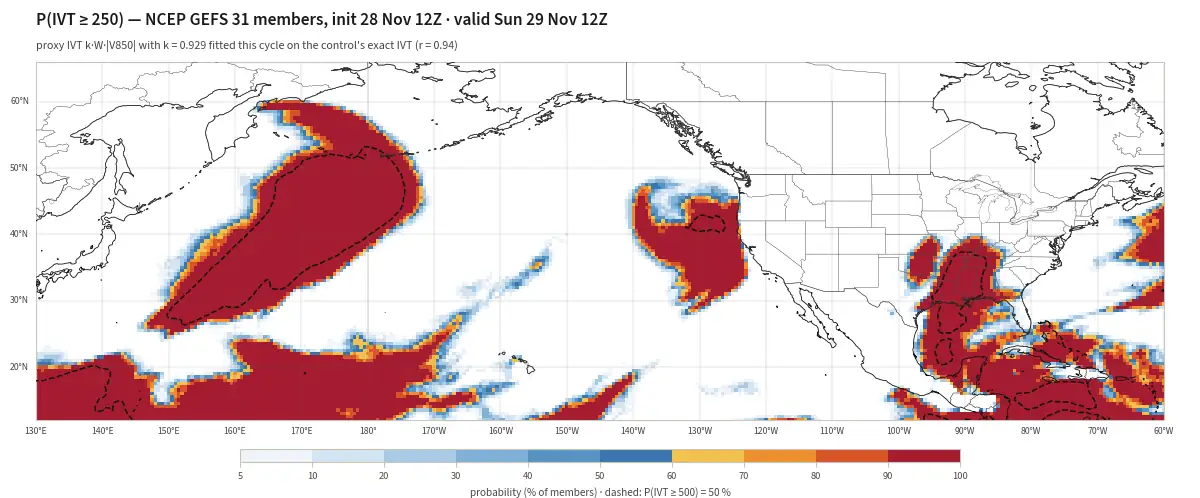 P(IVT ≥ 250) — NCEP GEFS 31 members, init 28 Nov 12Z · valid Sun 29 Nov 12Z
proxy IVT k·W·|V850| with k = 0.929 fitted this cycle on the control's exact IVT (r = 0.94)
60°N
50°N
40°N
30°N
20°N
130°E 140°E 150°E 160°E 170°E 180° 170°W 160°W 150°W 140°W 130°W 120°W 110°W 100°W 90°W 80°W 70°W 60°W
5 10 20 30 40 50 60 70 80 90 100
probability (% of members) · dashed: P(IVT ≥ 500) = 50 %